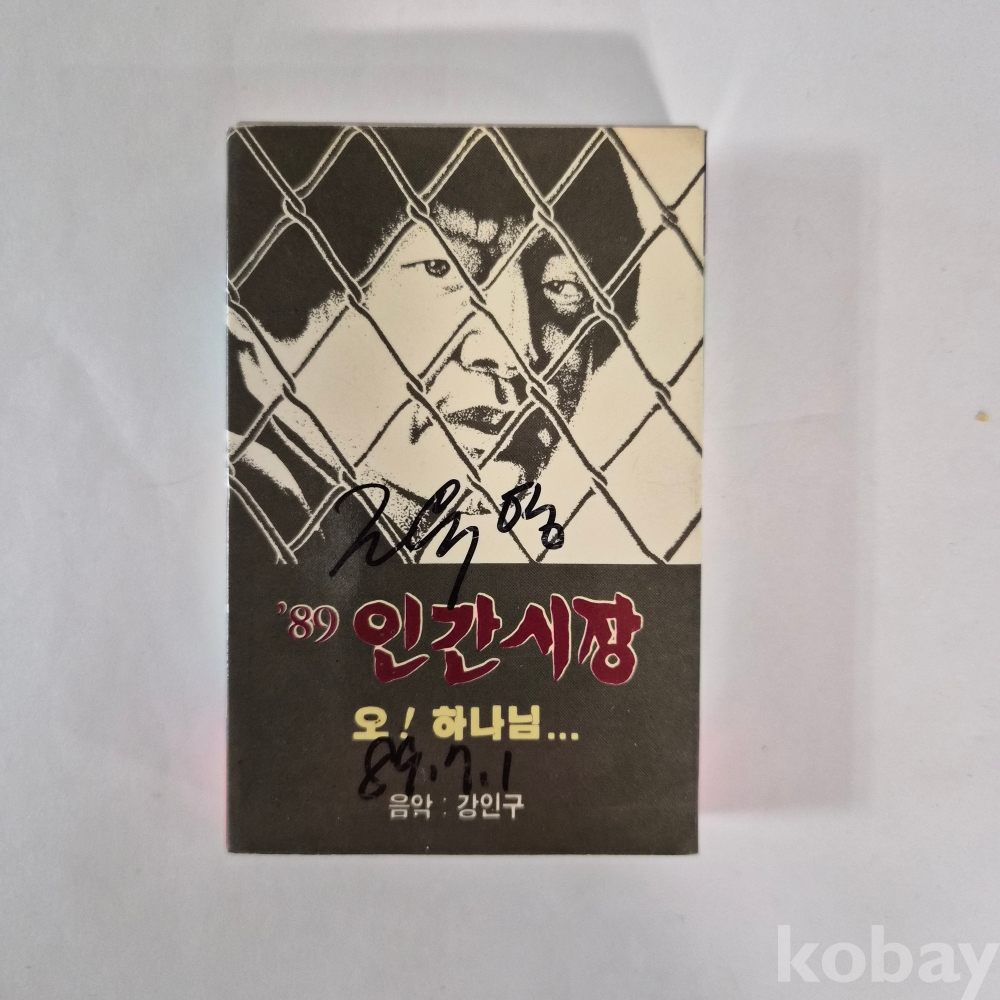 '89 인간시장
오! 하나님...
89.7.1
음악 : 강인구
kobay